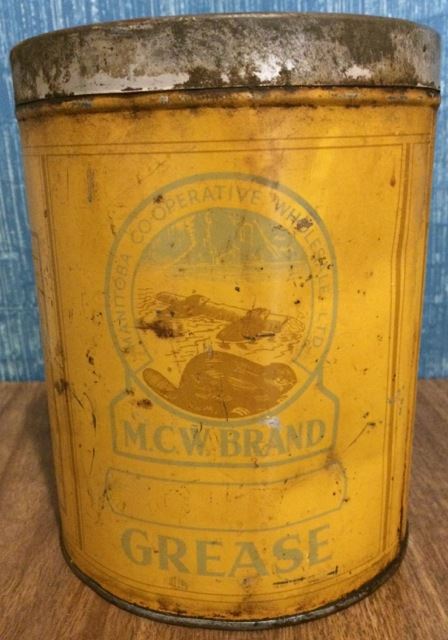 MANITOBA CO-OPERATIVE WHOLESALE LTD.
M.C.W. BRAND
GREASE